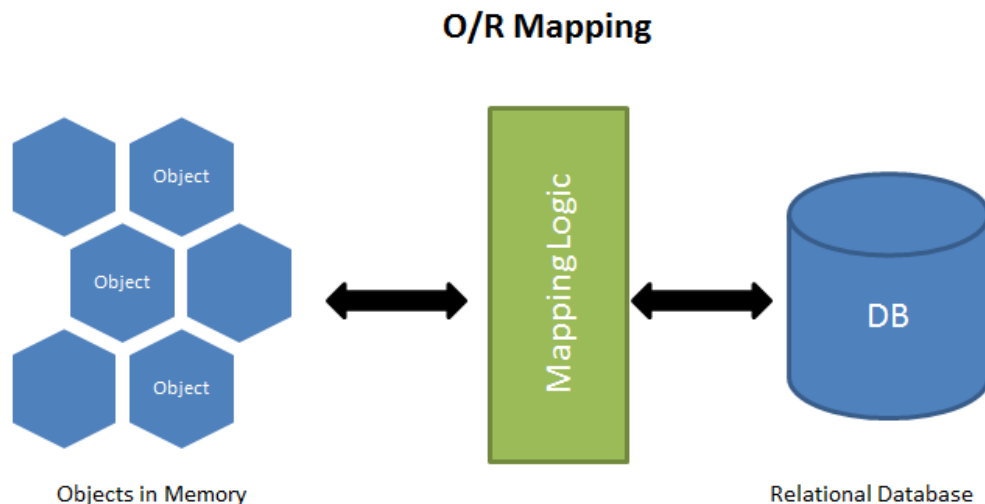 O/R Mapping
Object
Object
Object
Mapping Logic
DB
Objects in Memory
Relational Database